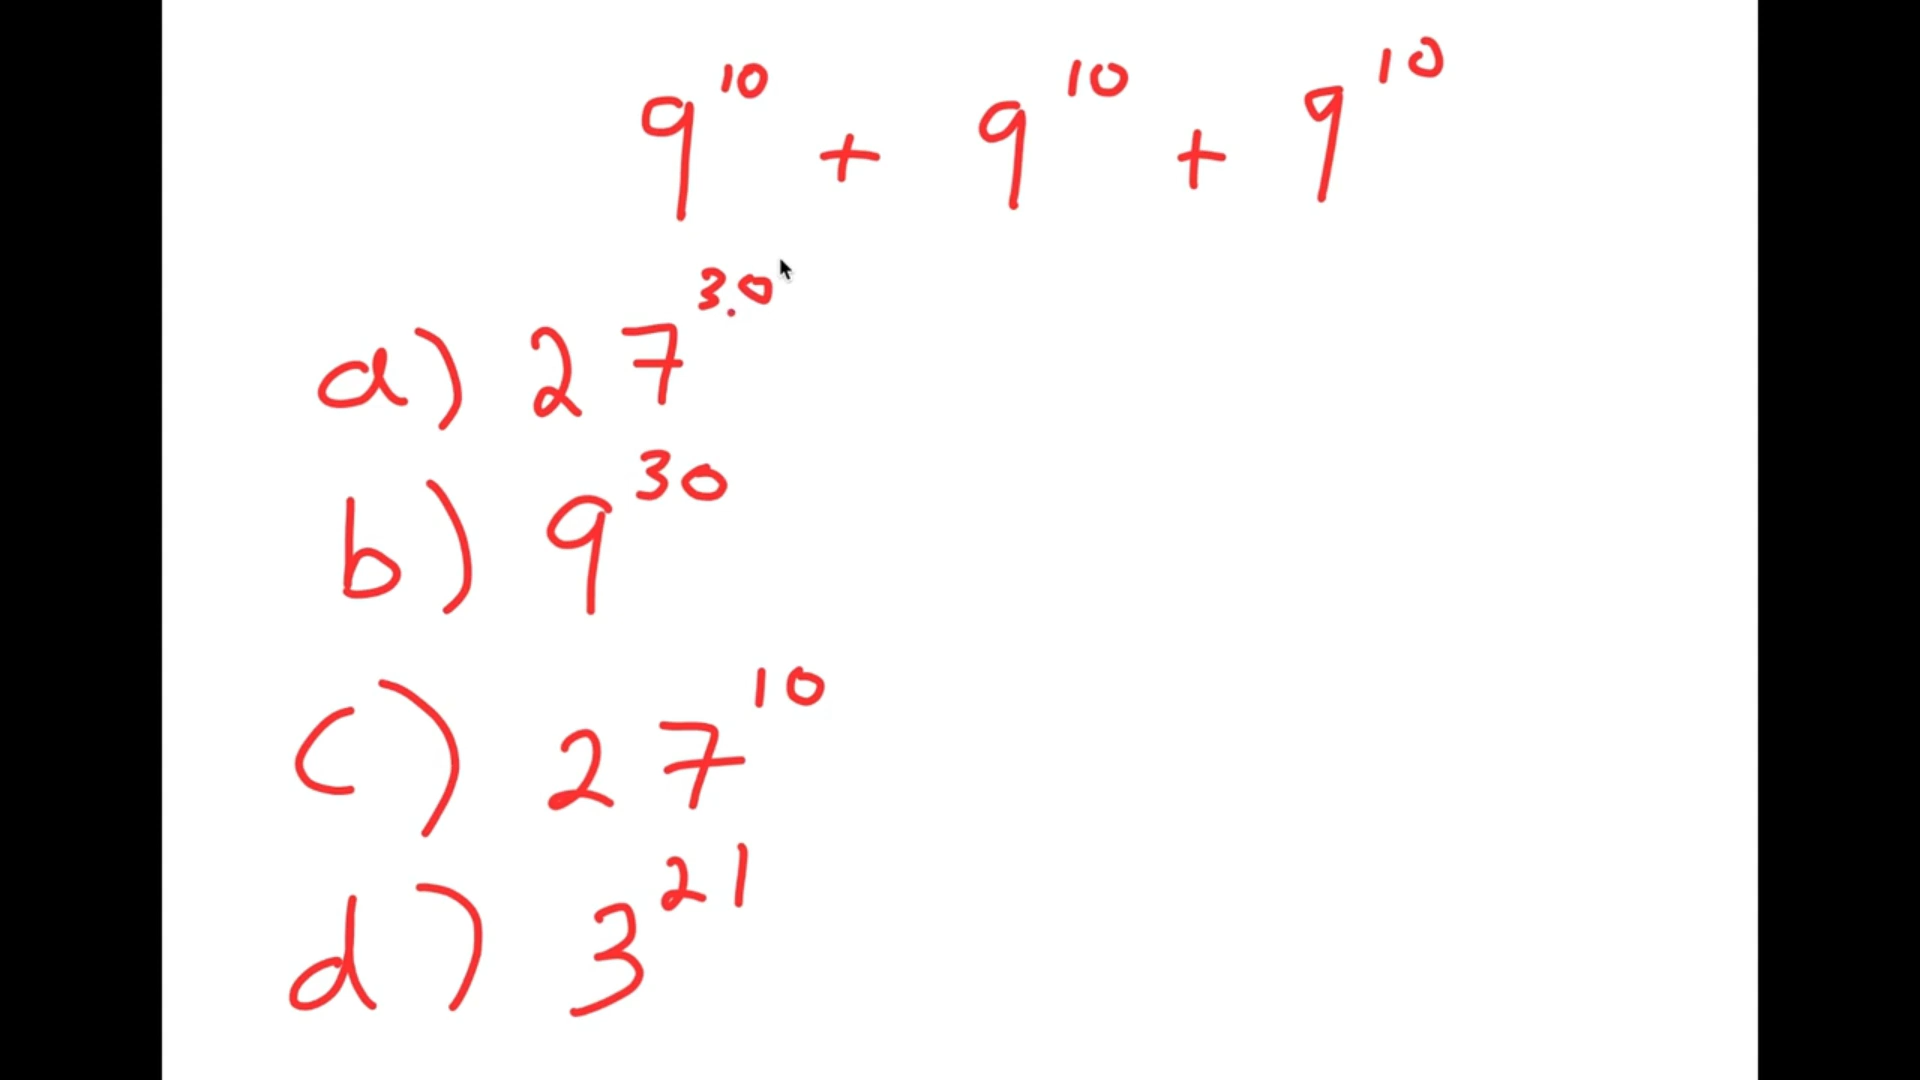 9^10 + 9^10 + 9^10
a) 27^3.0
b) 9^30
c) 27^10
d) 3^21